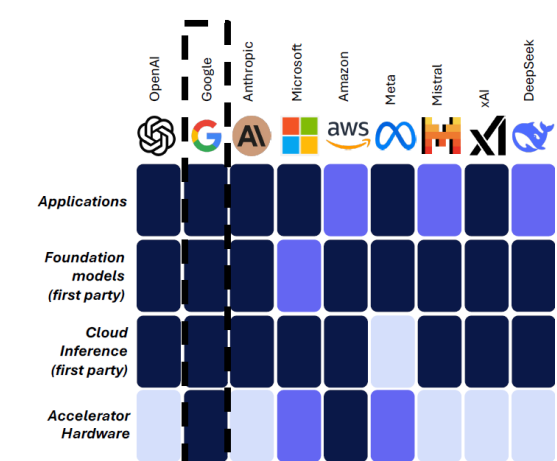 OpenAI
Google
Anthropic
Microsoft
Amazon
Meta
Mistral
xAI
DeepSeek
A\
aws
Applications
Foundation
models
(first party)
Cloud
Inference
(first party)
Accelerator
Hardware